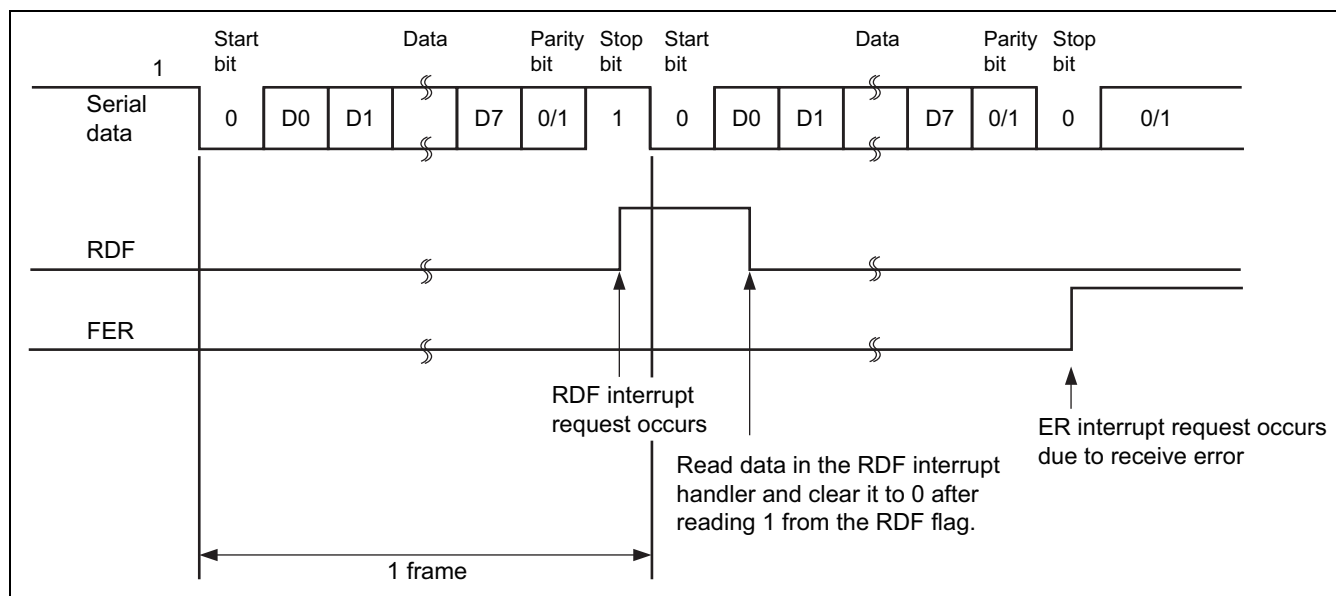 Start bit
Data
Parity bit
Stop bit
Start bit
Data
Parity bit
Stop bit
1
Serial data
0 D0 D1 D7 0/1 1 0 D0 D1 D7 0/1 0 0/1
RDF
FER
RDF interrupt
request occurs
Read data in the RDF interrupt
handler and clear it to 0 after
reading 1 from the RDF flag.
ER interrupt request occurs
due to receive error
1 frame